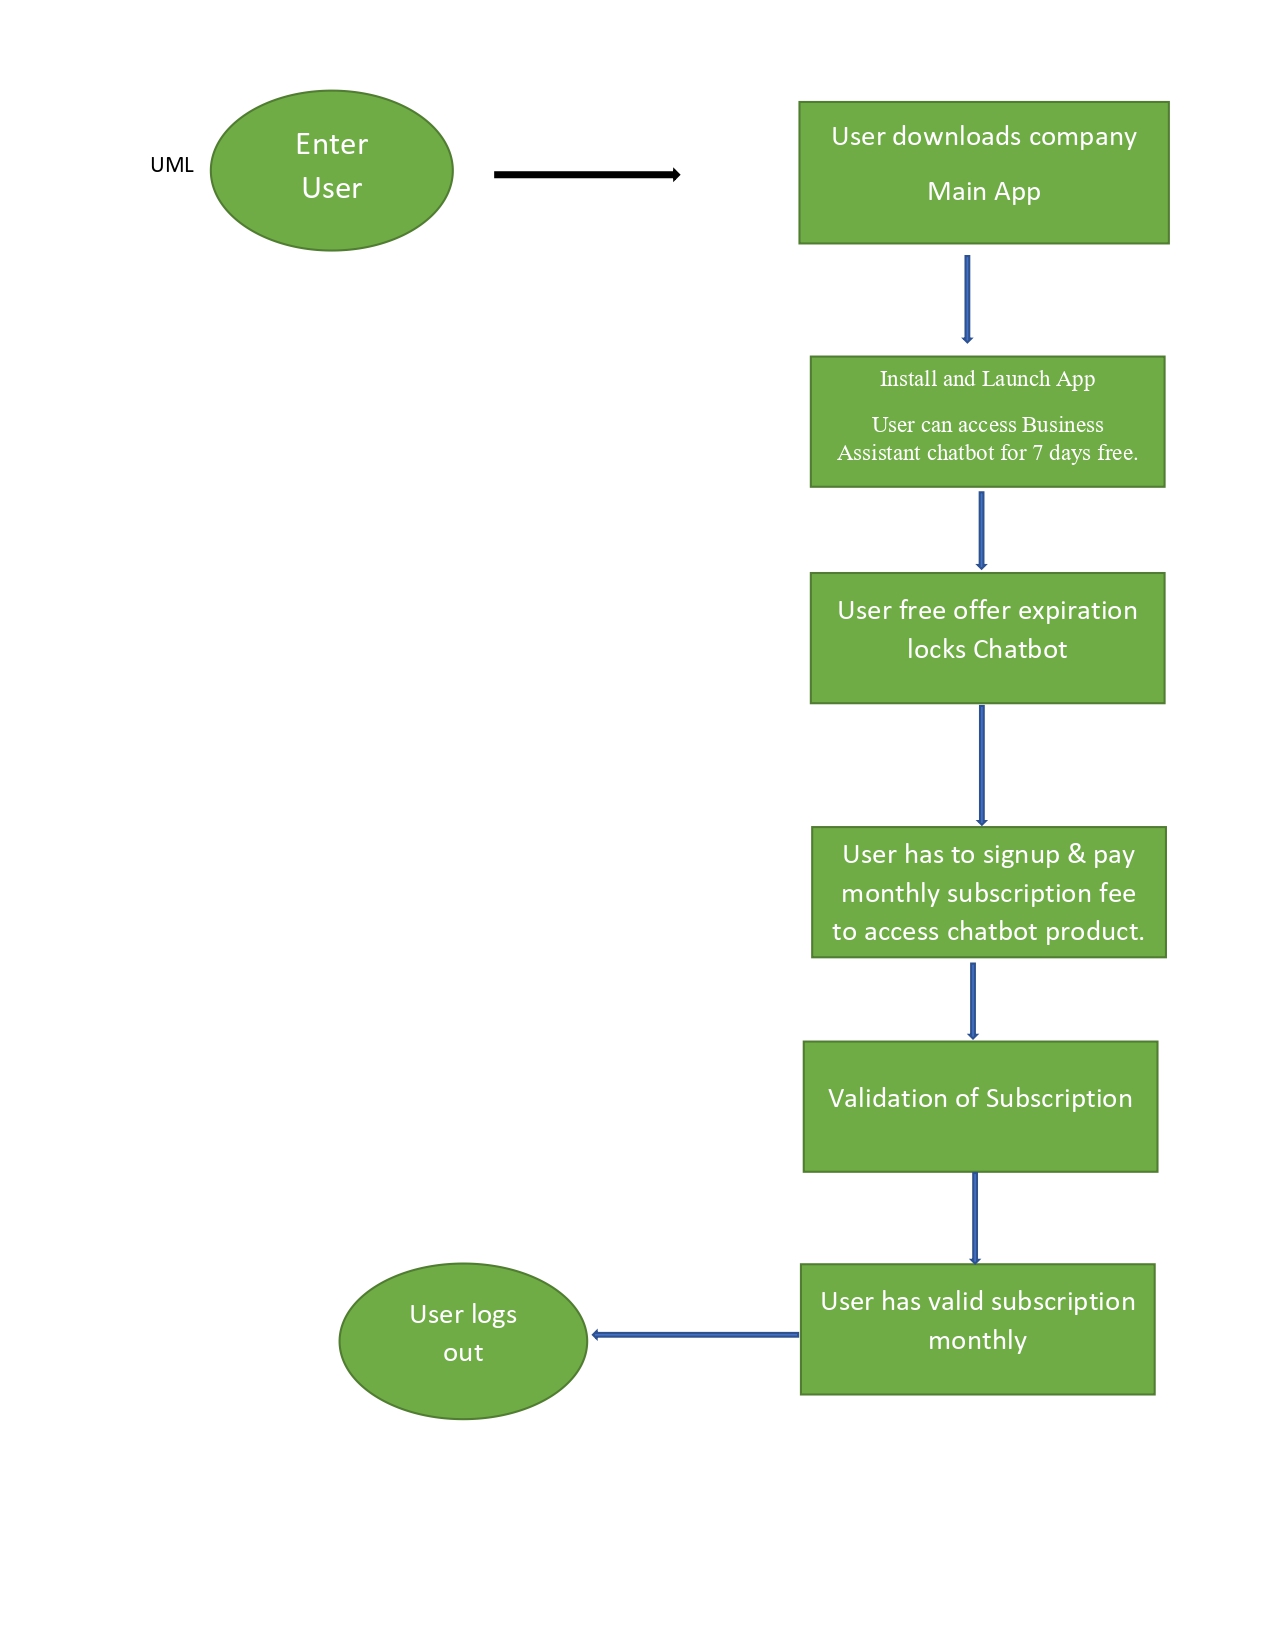 UML
Enter
User
User downloads company
Main App
Install and Launch App
User can access Business
Assistant chatbot for 7 days free.
User free offer expiration
locks Chatbot
User has to signup & pay
monthly subscription fee
to access chatbot product.
Validation of Subscription
User has valid subscription
monthly
User logs
out